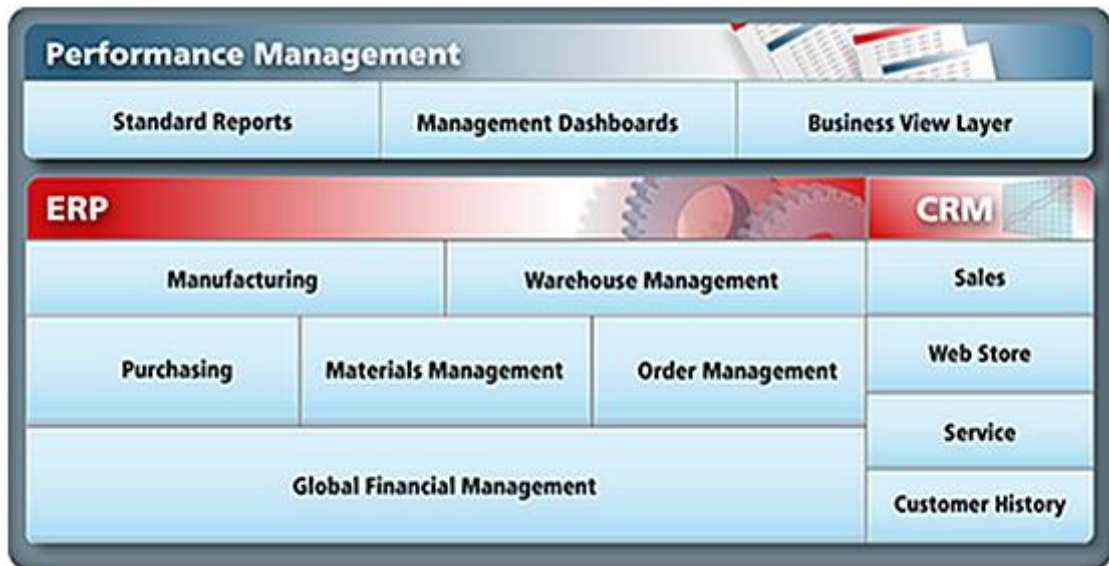 Performance Management
Standard Reports
Management Dashboards
Business View Layer
ERP
CRM
Manufacturing
Warehouse Management
Sales
Purchasing
Materials Management
Order Management
Web Store
Service
Global Financial Management
Customer History